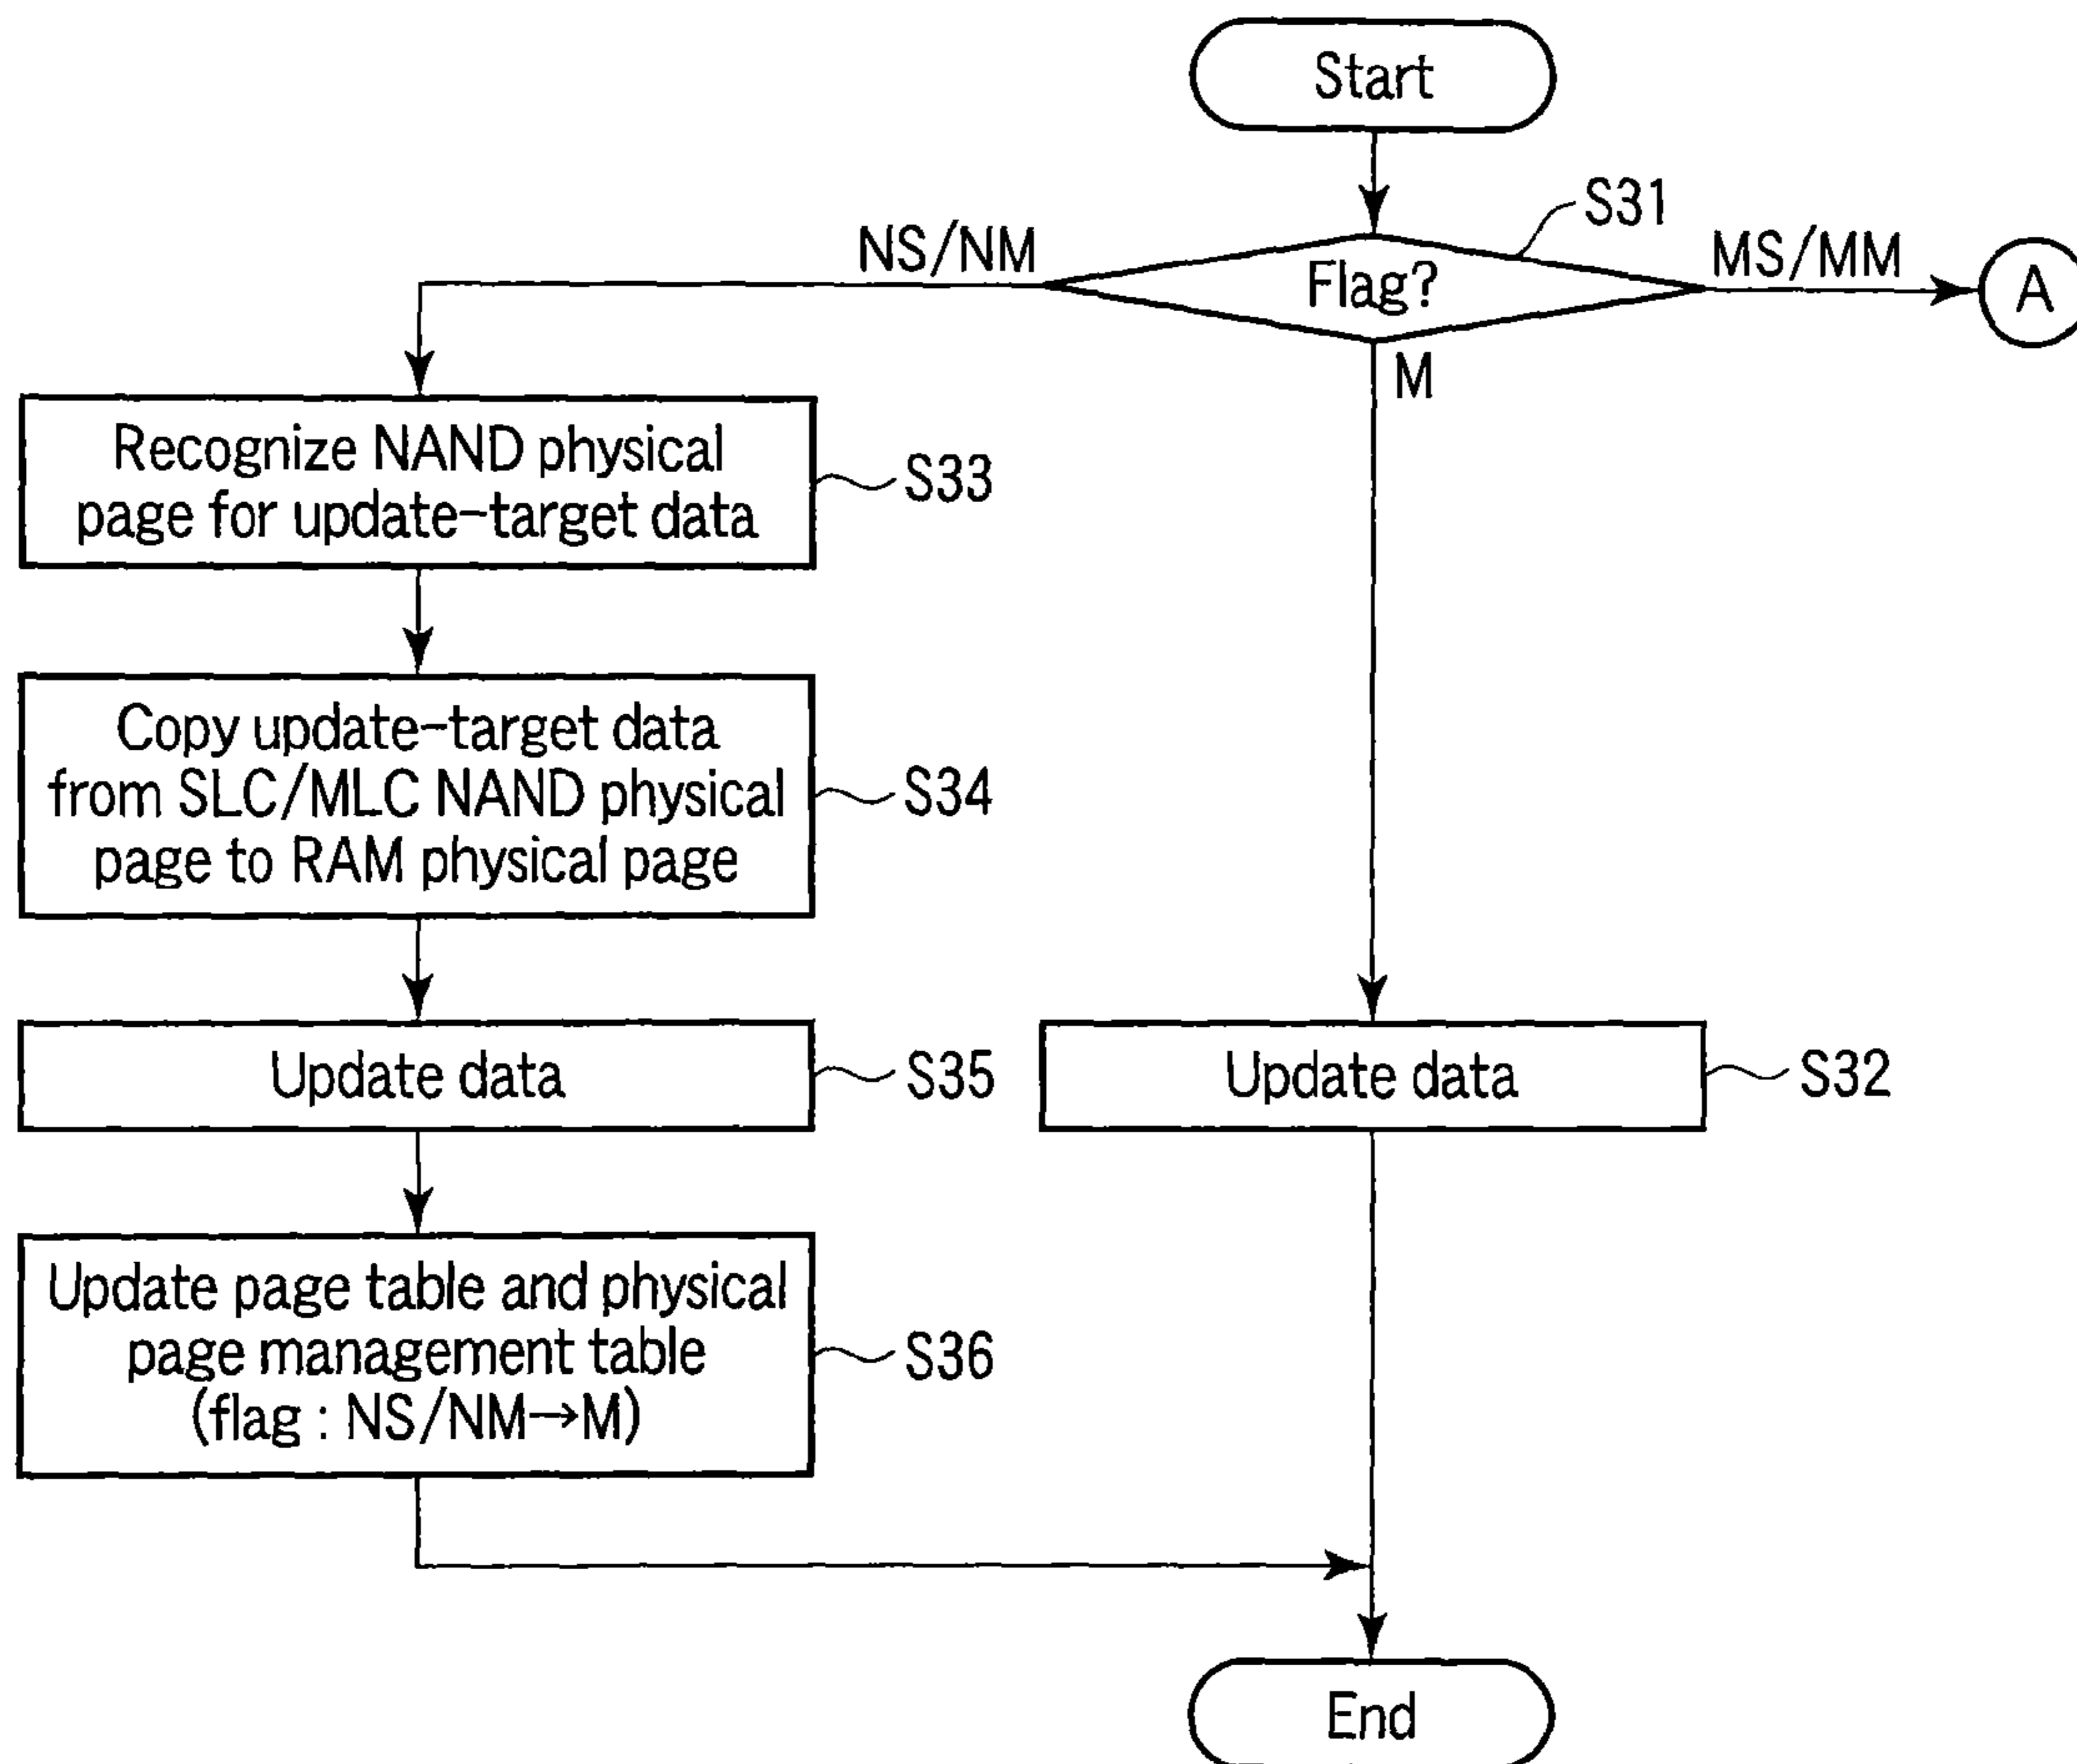 Start
S31
NS/NM
Flag?
MS/MM
A
M
Recognize NAND physical
page for update-target data
S33
Copy update-target data
from SLC/MLC NAND physical
page to RAM physical page
S34
Update data
S35
Update data
S32
Update page table and physical
page management table
(flag : NS/NM→M)
S36
End